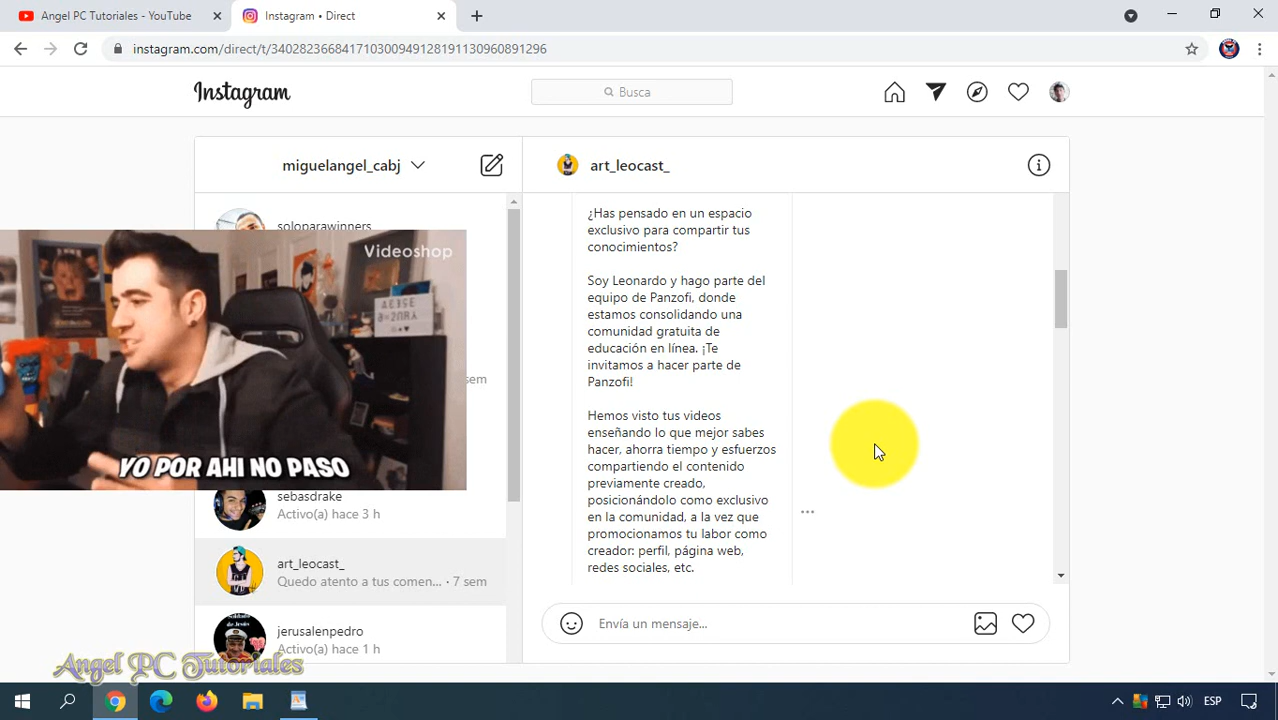 Angel PC Tutoriales - YouTube
Instagram • Direct
instagram.com/direct/t/340282366841710300949128191130960891296
Instagram
Busca
miguelangel_cabj
art_leocast_
soloparawinners
Videoshop
sem
YO POR AHI NO PASO
sebasdrake
Activo(a) hace 3 h
art_leocast_
Quedo atento a tus comen... · 7 sem
jerusalenpedro
Activo(a) hace 1 h
¿Has pensado en un espacio
exclusivo para compartir tus
conocimientos?
Soy Leonardo y hago parte del
equipo de Panzofi, donde
estamos consolidando una
comunidad gratuita de
educación en línea. ¡Te
invitamos a hacer parte de
Panzofi!
Hemos visto tus videos
enseñando lo que mejor sabes
hacer, ahorra tiempo y esfuerzos
compartiendo el contenido
previamente creado,
posicionándolo como exclusivo
en la comunidad, a la vez que
promocionamos tu labor como
creador: perfil, página web,
redes sociales, etc.
Envía un mensaje...
Angel PC Tutoriales
ESP